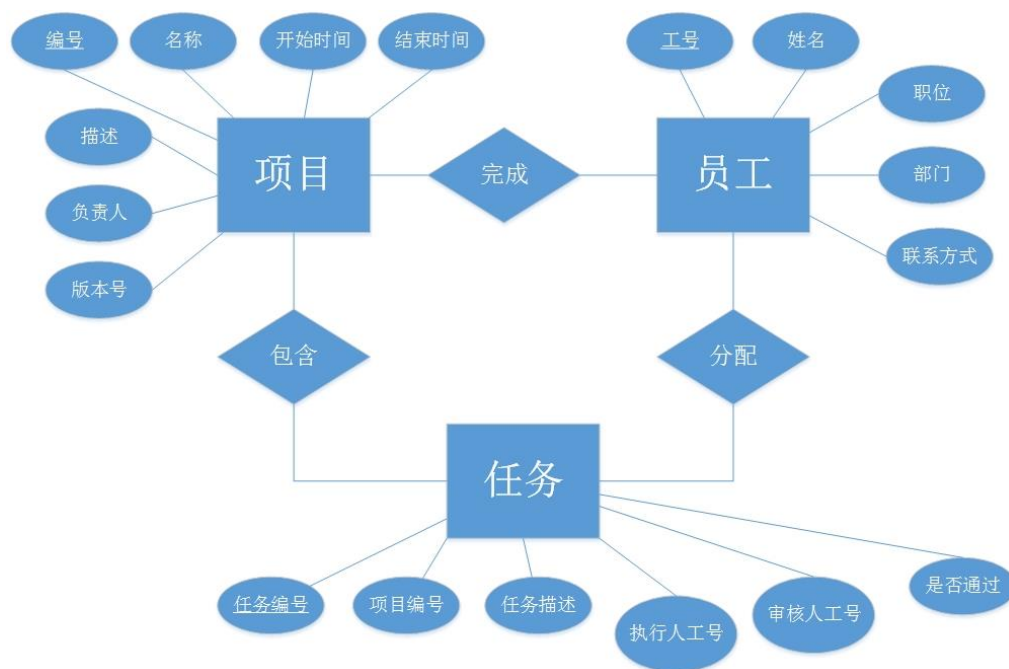 编号
名称
开始时间
结束时间
工号
姓名
描述
项目
完成
员工
职位
部门
负责人
联系方式
版本号
包含
分配
任务
任务编号
项目编号
任务描述
执行人工号
审核人工号
是否通过